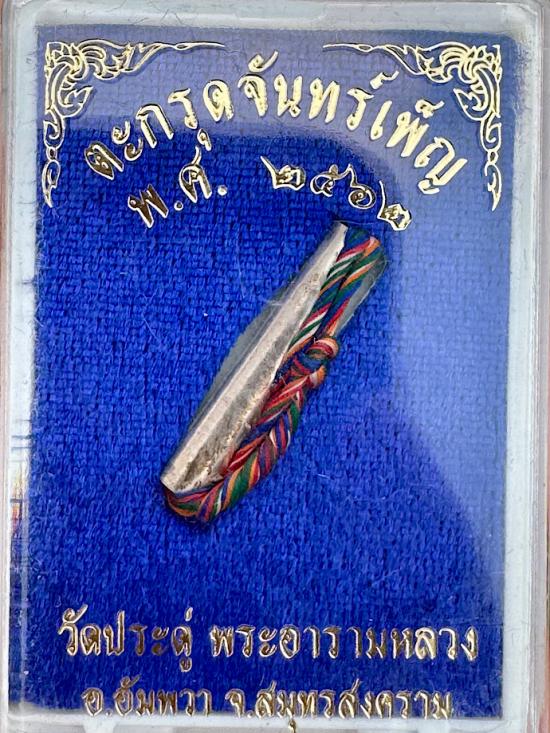 ตะกรุดจันทร์เพ็ญ
พ.ศ. ๒๕๖๒
วัดประดู่ พระอารามหลวง
อ.อัมพวา จ.สมุทรสงคราม